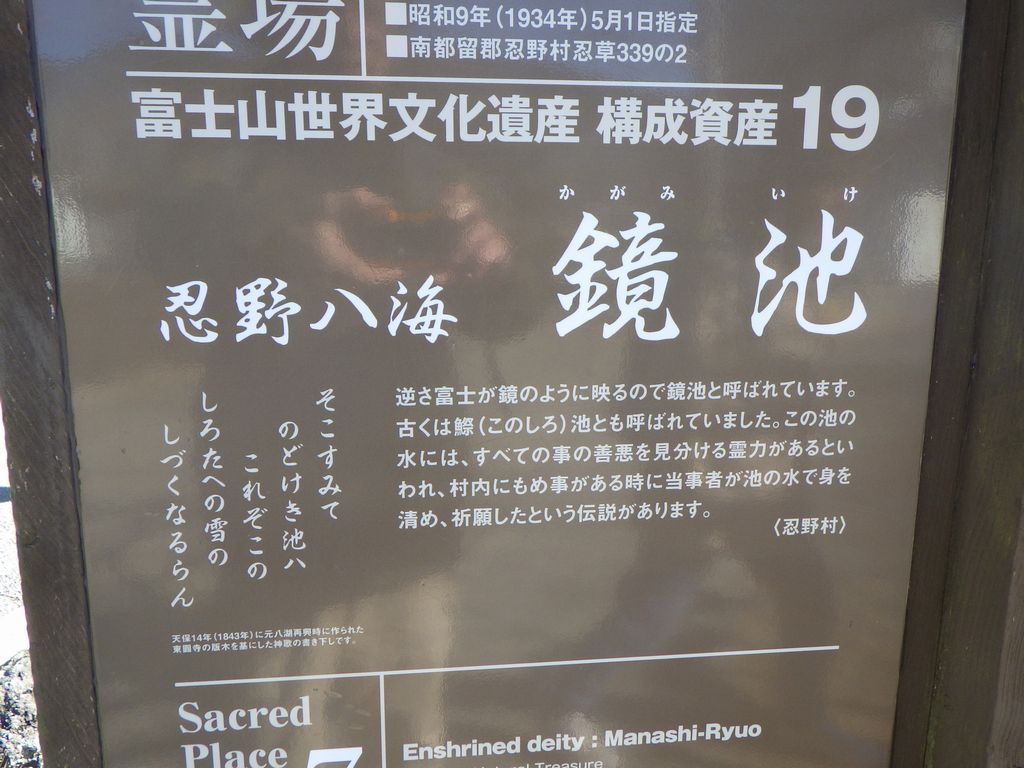 霊場
■昭和9年(1934年)5月1日指定
■南都留郡忍野村忍草339の2
富士山世界文化遺産 構成資産19
かがみ いけ
忍野八海 鏡池
逆さ富士が鏡のように映るので鏡池と呼ばれています。
古くは鰶(このしろ)池とも呼ばれていました。この池の
水には、すべての事の善悪を見分ける霊力があるとい
われ、村内にもめ事がある時に当事者が池の水で身を
清め、祈願したという伝説があります。
〈忍野村〉
そこすみて
のどけき池ハ
これぞこの
しろたへの雪の
しづくなるらん
天保14年(1843年)に元八湖再興時に作られた
東圓寺の版木を基にした神歌の書き下しです。
Sacred
Place
7
Enshrined deity : Manashi-Ryuo
Natural Treasure